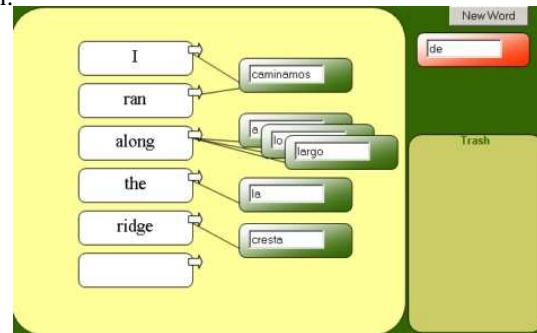 New Word
I
caminamos
de
ran
along
a
lo
largo
Trash
the
la
ridge
cresta